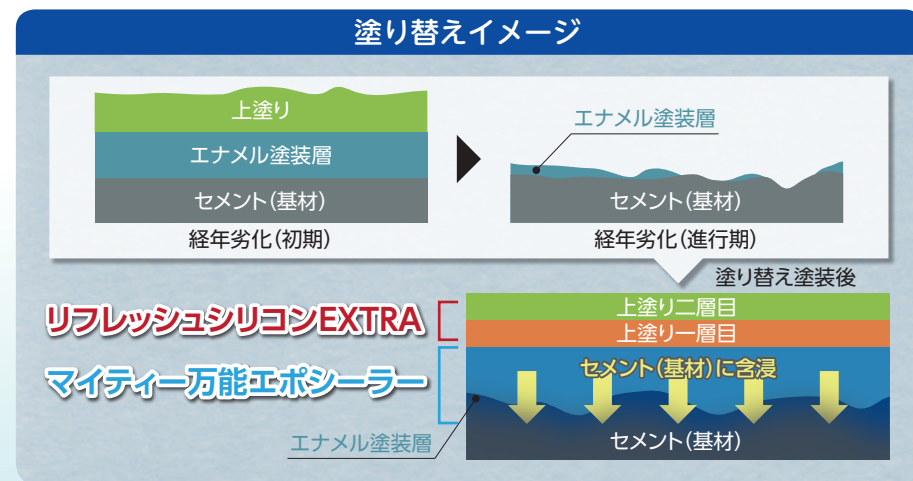 塗り替えイメージ
上塗り
エナメル塗装層
セメント(基材)
経年劣化(初期)
エナメル塗装層
セメント(基材)
経年劣化(進行期)
塗り替え塗装後
リフレッシュシリコンEXTRA
マイティー万能エポシーラー
上塗り二層目
上塗り一層目
セメント(基材)に含浸
エナメル塗装層
セメント(基材)